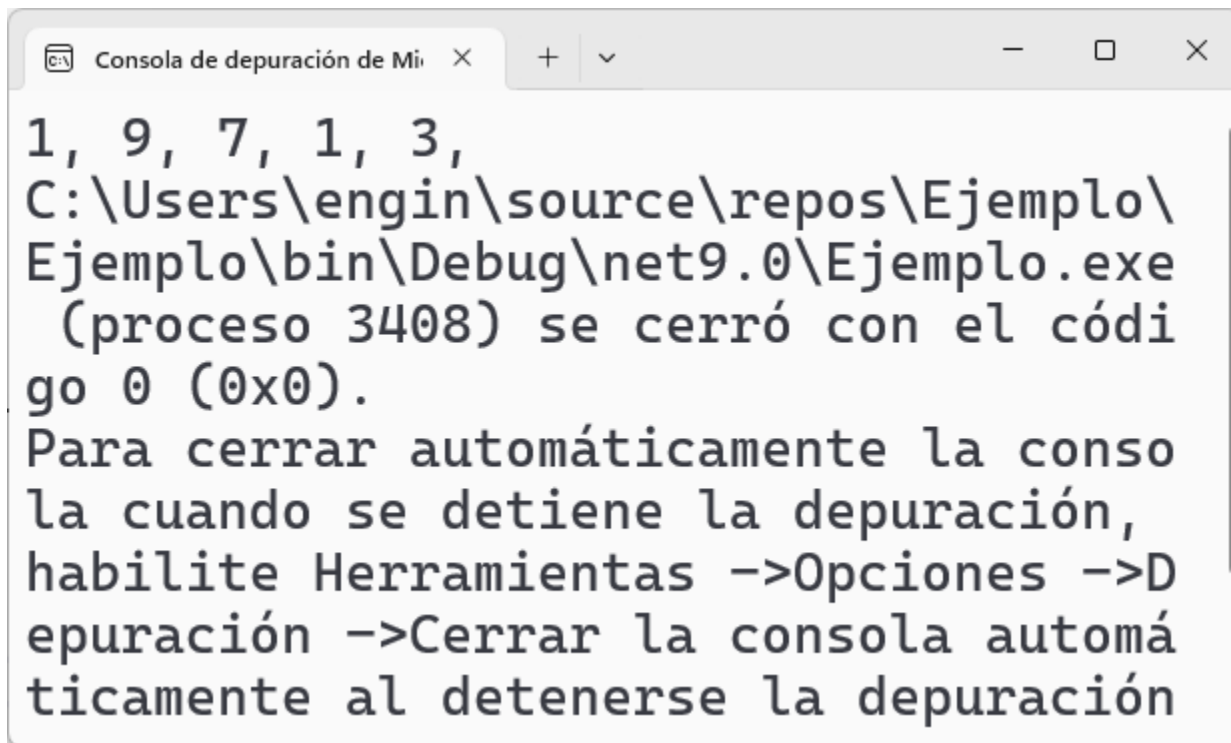 Consola de depuración de Mi
1, 9, 7, 1, 3,
C:\Users\engin\source\repos\Ejemplo\
Ejemplo\bin\Debug\net9.0\Ejemplo.exe
 (proceso 3408) se cerró con el códi
go 0 (0x0).
Para cerrar automáticamente la conso
la cuando se detiene la depuración,
habilite Herramientas ->Opciones ->D
epuración ->Cerrar la consola automá
ticamente al detenerse la depuración